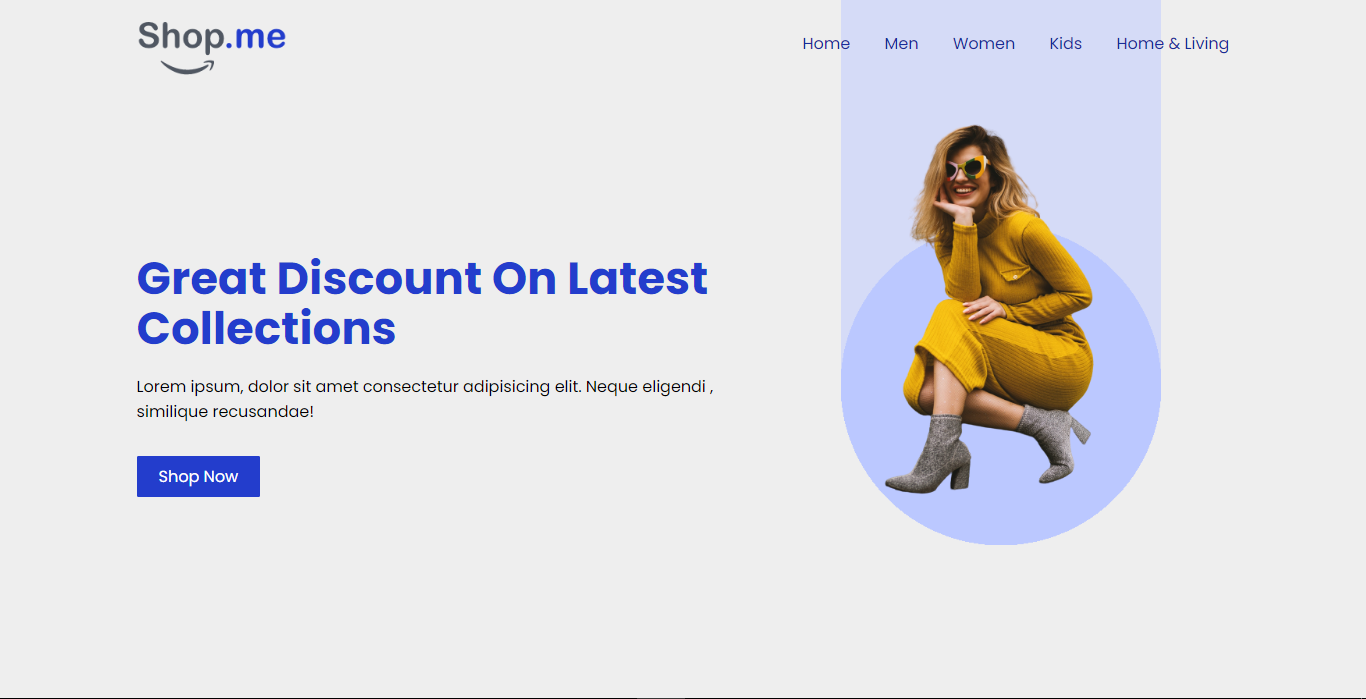 Shop.me
Home Men Women Kids Home & Living
Great Discount On Latest
Collections
Lorem ipsum, dolor sit amet consectetur adipisicing elit. Neque eligendi ,
similique recusandae!
Shop Now